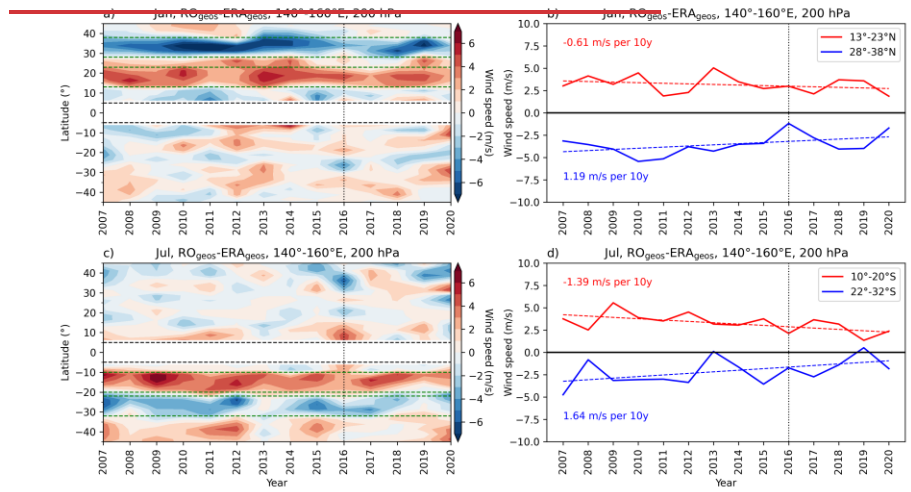 a) Jan, ROgeos-ERAgeos, 140°-160°E, 200 hPa
40
30
20
10
0
−10
−20
−30
−40
Latitude (°)
2007 2008 2009 2010 2011 2012 2013 2014 2015 2016 2017 2018 2019 2020
6
4
2
0
−2
−4
−6
Wind speed (m/s)
b) Jan, ROgeos-ERAgeos, 140°-160°E, 200 hPa
10.0
7.5
5.0
2.5
0.0
−2.5
−5.0
−7.5
−10.0
Wind speed (m/s)
-0.61 m/s per 10y
13°-23°N
28°-38°N
1.19 m/s per 10y
2007 2008 2009 2010 2011 2012 2013 2014 2015 2016 2017 2018 2019 2020
c) Jul, ROgeos-ERAgeos, 140°-160°E, 200 hPa
40
30
20
10
0
−10
−20
−30
−40
Latitude (°)
2007 2008 2009 2010 2011 2012 2013 2014 2015 2016 2017 2018 2019 2020
Year
6
4
2
0
−2
−4
−6
Wind speed (m/s)
d) Jul, ROgeos-ERAgeos, 140°-160°E, 200 hPa
10.0
7.5
5.0
2.5
0.0
−2.5
−5.0
−7.5
−10.0
Wind speed (m/s)
-1.39 m/s per 10y
10°-20°S
22°-32°S
1.64 m/s per 10y
2007 2008 2009 2010 2011 2012 2013 2014 2015 2016 2017 2018 2019 2020
Year